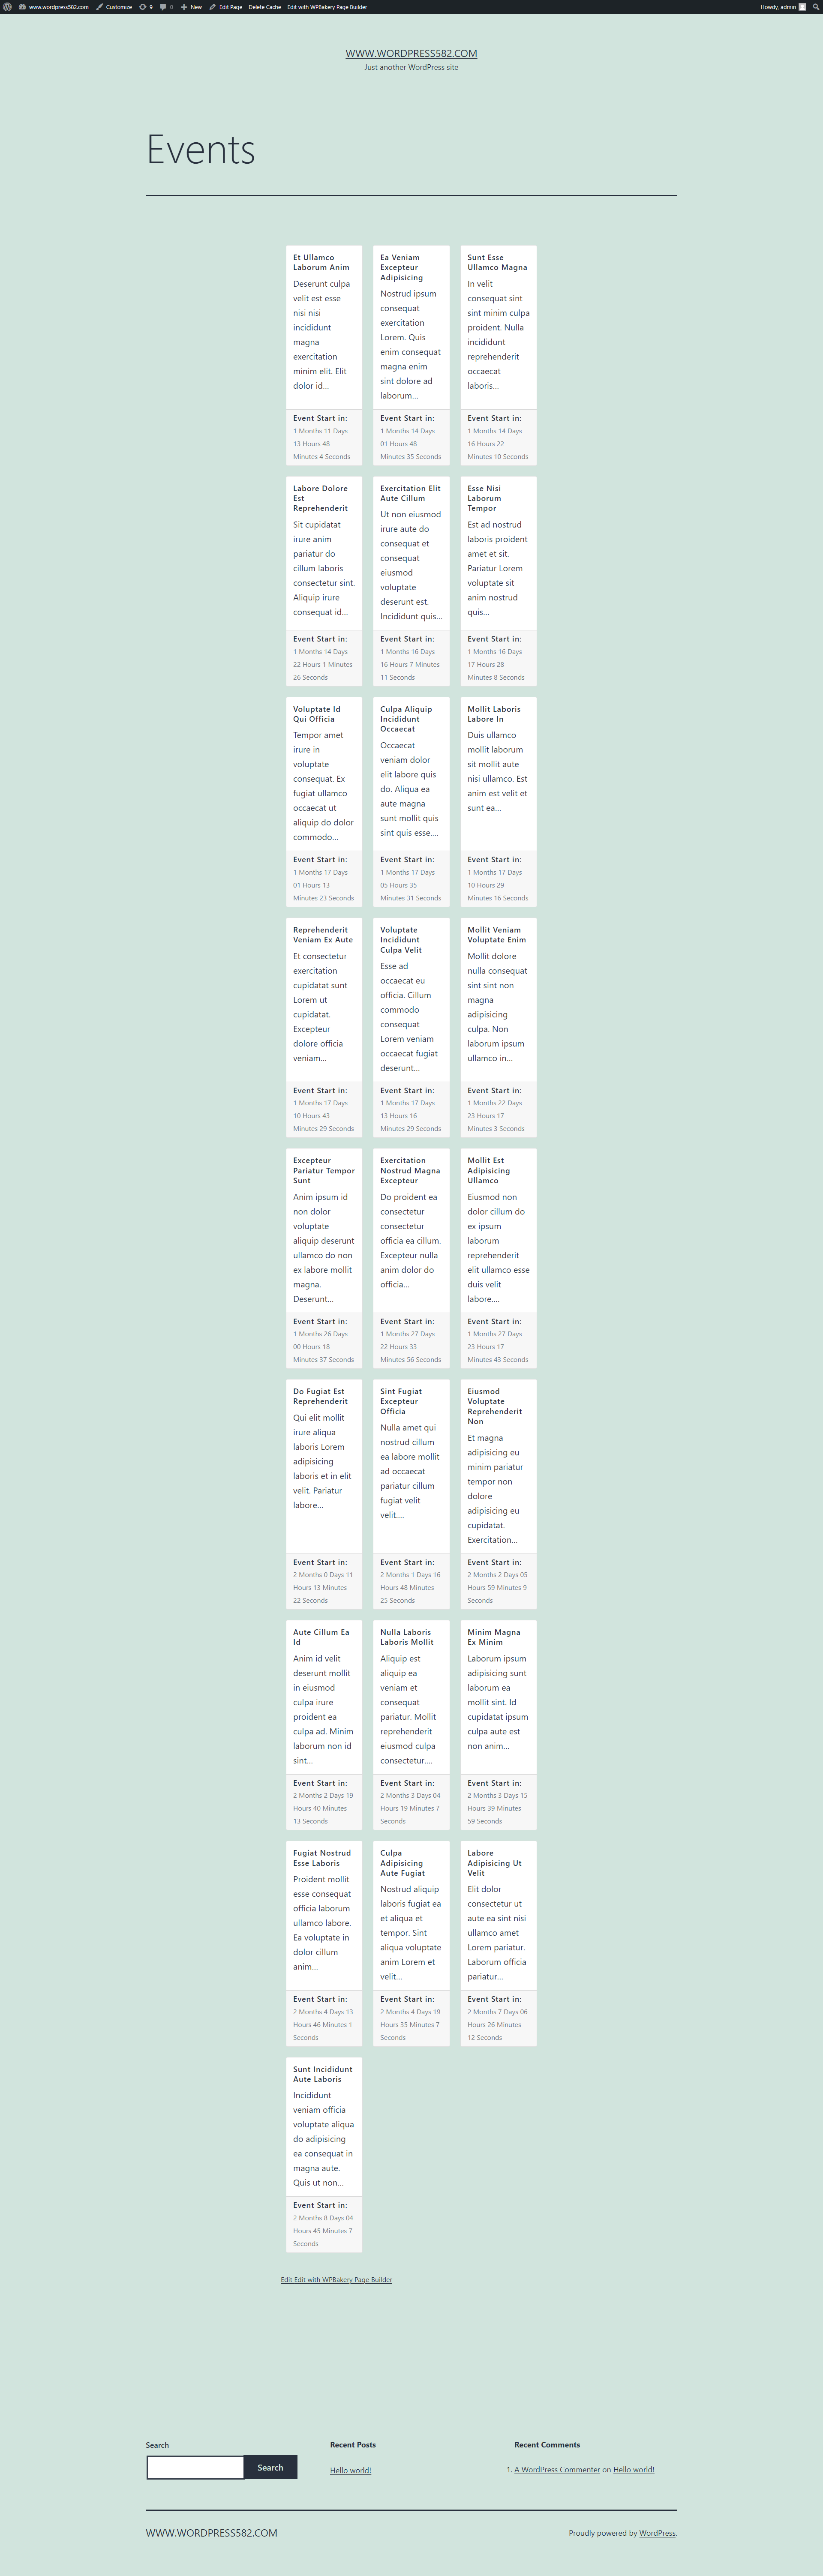 www.wordpress582.com Customize 9 0 New Edit Page Delete Cache Edit with WPBakery Page Builder Howdy, admin
WWW.WORDPRESS582.COM
Just another WordPress site
Events
Et Ullamco
Laborum Anim
Deserunt culpa
velit est esse
nisi nisi
incididunt
magna
exercitation
minim elit. Elit
dolor id...
Event Start in:
1 Months 11 Days
13 Hours 48
Minutes 4 Seconds
Ea Veniam
Excepteur
Adipisicing
Nostrud ipsum
consequat
exercitation
Lorem. Quis
enim consequat
magna enim
sint dolore ad
laborum...
Event Start in:
1 Months 14 Days
01 Hours 48
Minutes 35 Seconds
Sunt Esse
Ullamco Magna
In velit
consequat sint
sint minim culpa
proident. Nulla
incididunt
reprehenderit
occaecat
laboris...
Event Start in:
1 Months 14 Days
16 Hours 22
Minutes 10 Seconds
Labore Dolore
Est
Reprehenderit
Sit cupidatat
irure anim
pariatur do
cillum laboris
consectetur sint.
Aliquip irure
consequat id...
Event Start in:
1 Months 14 Days
22 Hours 1 Minutes
26 Seconds
Exercitation Elit
Aute Cillum
Ut non eiusmod
irure aute do
consequat et
consequat
eiusmod
voluptate
deserunt est.
Incididunt quis...
Event Start in:
1 Months 16 Days
16 Hours 7 Minutes
11 Seconds
Esse Nisi
Laborum
Tempor
Est ad nostrud
laboris proident
amet et sit.
Pariatur Lorem
voluptate sit
anim nostrud
quis...
Event Start in:
1 Months 16 Days
17 Hours 28
Minutes 8 Seconds
Voluptate Id
Qui Officia
Tempor amet
irure in
voluptate
consequat. Ex
fugiat ullamco
occaecat ut
aliquip do dolor
commodo...
Event Start in:
1 Months 17 Days
01 Hours 13
Minutes 23 Seconds
Culpa Aliquip
Incididunt
Occaecat
Occaecat
veniam dolor
elit labore quis
do. Aliqua ea
aute magna
sunt mollit quis
sint quis esse....
Event Start in:
1 Months 17 Days
05 Hours 35
Minutes 31 Seconds
Mollit Laboris
Labore In
Duis ullamco
mollit laborum
sit mollit aute
nisi ullamco. Est
anim est velit et
sunt ea...
Event Start in:
1 Months 17 Days
10 Hours 29
Minutes 16 Seconds
Reprehenderit
Veniam Ex Aute
Et consectetur
exercitation
cupidatat sunt
Lorem ut
cupidatat.
Excepteur
dolore officia
veniam...
Event Start in:
1 Months 17 Days
10 Hours 43
Minutes 29 Seconds
Voluptate
Incididunt
Culpa Velit
Esse ad
occaecat eu
officia. Cillum
commodo
consequat
Lorem veniam
occaecat fugiat
deserunt...
Event Start in:
1 Months 17 Days
13 Hours 16
Minutes 29 Seconds
Mollit Veniam
Voluptate Enim
Mollit dolore
nulla consequat
sint sint non
magna
adipisicing
culpa. Non
laborum ipsum
ullamco in...
Event Start in:
1 Months 22 Days
23 Hours 17
Minutes 3 Seconds
Excepteur
Pariatur Tempor
Sunt
Anim ipsum id
non dolor
voluptate
aliquip deserunt
ullamco do non
ex labore mollit
magna.
Deserunt...
Event Start in:
1 Months 26 Days
00 Hours 18
Minutes 37 Seconds
Exercitation
Nostrud Magna
Excepteur
Do proident ea
consectetur
consectetur
officia ea cillum.
Excepteur nulla
anim dolor do
officia...
Event Start in:
1 Months 27 Days
22 Hours 33
Minutes 56 Seconds
Mollit Est
Adipisicing
Ullamco
Eiusmod non
dolor cillum do
ex ipsum
laborum
reprehenderit
elit ullamco esse
duis velit
labore....
Event Start in:
1 Months 27 Days
23 Hours 17
Minutes 43 Seconds
Do Fugiat Est
Reprehenderit
Qui elit mollit
irure aliqua
laboris Lorem
adipisicing
laboris et in elit
velit. Pariatur
labore...
Event Start in:
2 Months 0 Days 11
Hours 13 Minutes
22 Seconds
Sint Fugiat
Excepteur
Officia
Nulla amet qui
nostrud cillum
ea labore mollit
ad occaecat
pariatur cillum
fugiat velit
velit....
Event Start in:
2 Months 1 Days 16
Hours 48 Minutes
25 Seconds
Eiusmod
Voluptate
Reprehenderit
Non
Et magna
adipisicing eu
minim pariatur
tempor non
dolore
adipisicing eu
cupidatat.
Exercitation...
Event Start in:
2 Months 2 Days 05
Hours 59 Minutes 9
Seconds
Aute Cillum Ea
Id
Anim id velit
deserunt mollit
in eiusmod
culpa irure
proident ea
culpa ad. Minim
laborum non id
sint...
Event Start in:
2 Months 2 Days 19
Hours 40 Minutes
13 Seconds
Nulla Laboris
Laboris Mollit
Aliquip est
aliquip ea
veniam et
consequat
pariatur. Mollit
reprehenderit
eiusmod culpa
consectetur....
Event Start in:
2 Months 3 Days 04
Hours 19 Minutes 7
Seconds
Minim Magna
Ex Minim
Laborum ipsum
adipisicing sunt
laborum ea
mollit sint. Id
cupidatat ipsum
culpa aute est
non anim...
Event Start in:
2 Months 3 Days 15
Hours 39 Minutes
59 Seconds
Fugiat Nostrud
Esse Laboris
Proident mollit
esse consequat
officia laborum
ullamco labore.
Ea voluptate in
dolor cillum
anim...
Event Start in:
2 Months 4 Days 13
Hours 46 Minutes 1
Seconds
Culpa
Adipisicing
Aute Fugiat
Nostrud aliquip
laboris fugiat ea
et aliqua et
tempor. Sint
aliqua voluptate
anim Lorem et
velit...
Event Start in:
2 Months 4 Days 19
Hours 35 Minutes 7
Seconds
Labore
Adipisicing Ut
Velit
Elit dolor
consectetur ut
aute ea sint nisi
ullamco amet
Lorem pariatur.
Laborum officia
pariatur...
Event Start in:
2 Months 7 Days 06
Hours 26 Minutes
12 Seconds
Sunt Incididunt
Aute Laboris
Incididunt
veniam officia
voluptate aliqua
do adipisicing
ea consequat in
magna aute.
Quis ut non...
Event Start in:
2 Months 8 Days 04
Hours 45 Minutes 7
Seconds
Edit Edit with WPBakery Page Builder
Search
Search
Recent Posts
Hello world!
Recent Comments
1. A WordPress Commenter on Hello world!
WWW.WORDPRESS582.COM
Proudly powered by WordPress.